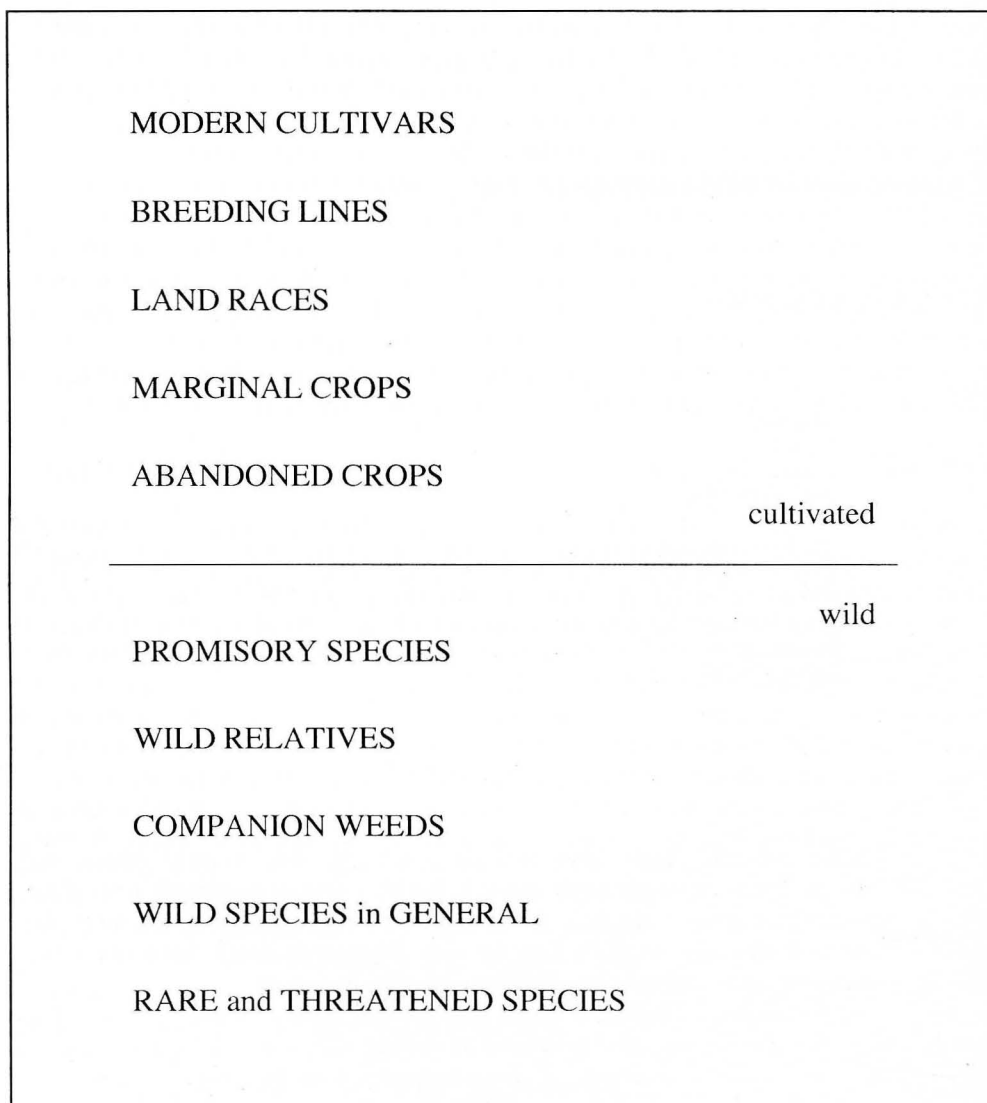 MODERN CULTIVARS
BREEDING LINES
LAND RACES
MARGINAL CROPS
ABANDONED CROPS
cultivated
wild
PROMISORY SPECIES
WILD RELATIVES
COMPANION WEEDS
WILD SPECIES in GENERAL
RARE and THREATENED SPECIES